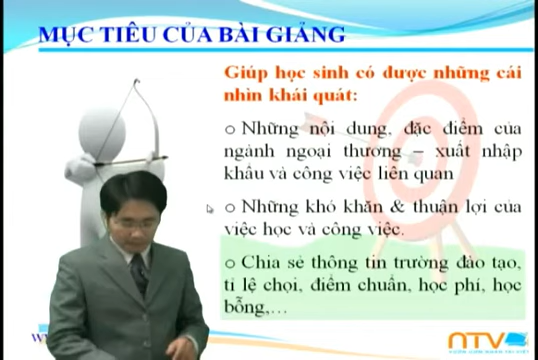 MỤC TIÊU CỦA BÀI GIẢNG
Giúp học sinh có được những cái
nhìn khái quát:
o Những nội dung, đặc điểm của
ngành ngoại thương – xuất nhập
khẩu và công việc liên quan
o Những khó khăn & thuận lợi của
việc học và công việc.
o Chia sẻ thông tin trường đào tạo,
tỉ lệ chọi, điểm chuẩn, học phí, học
bỗng,…
NTV